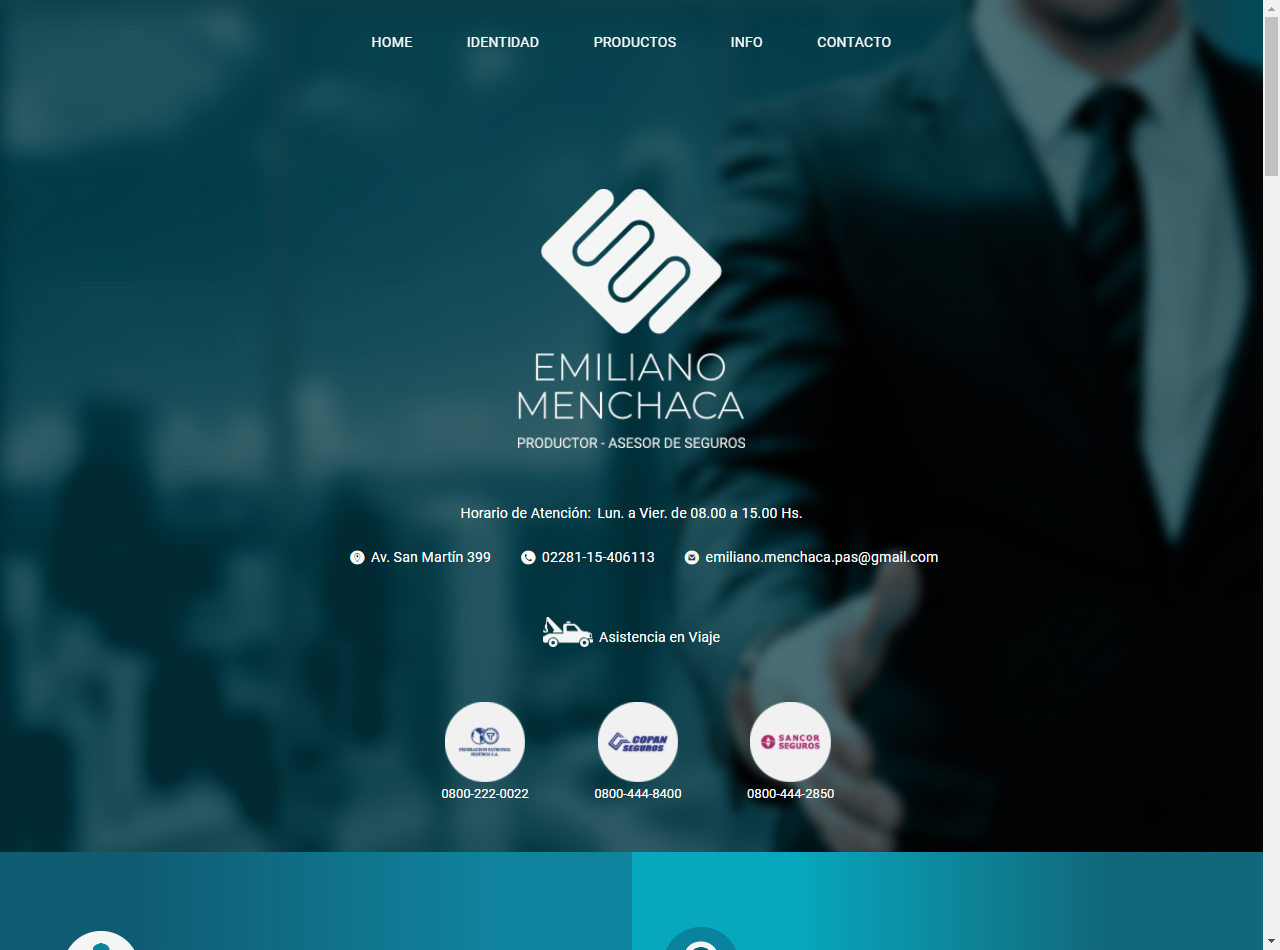 HOME IDENTIDAD PRODUCTOS INFO CONTACTO
EMILIANO
MENCHACA
PRODUCTOR - ASESOR DE SEGUROS
Horario de Atención: Lun. a Vier. de 08.00 a 15.00 Hs.
Av. San Martín 399 02281-15-406113 emiliano.menchaca.pas@gmail.com
Asistencia en Viaje
FEDERACION PATRONAL
SEGUROS S.A.
COPAN
SEGUROS
SANCOR
SEGUROS
0800-222-0022 0800-444-8400 0800-444-2850